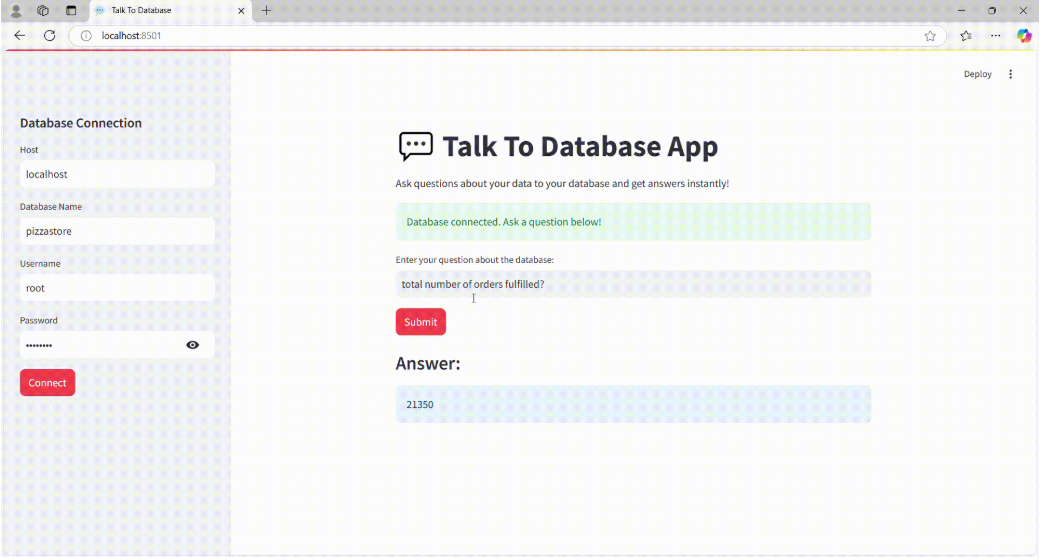 Talk To Database
localhost:8501
Deploy
Database Connection
Host
localhost
Database Name
pizzastore
Username
root
Password
••••••••
Connect
Talk To Database App
Ask questions about your data to your database and get answers instantly!
Database connected. Ask a question below!
Enter your question about the database:
total number of orders fulfilled?
Submit
Answer:
21350